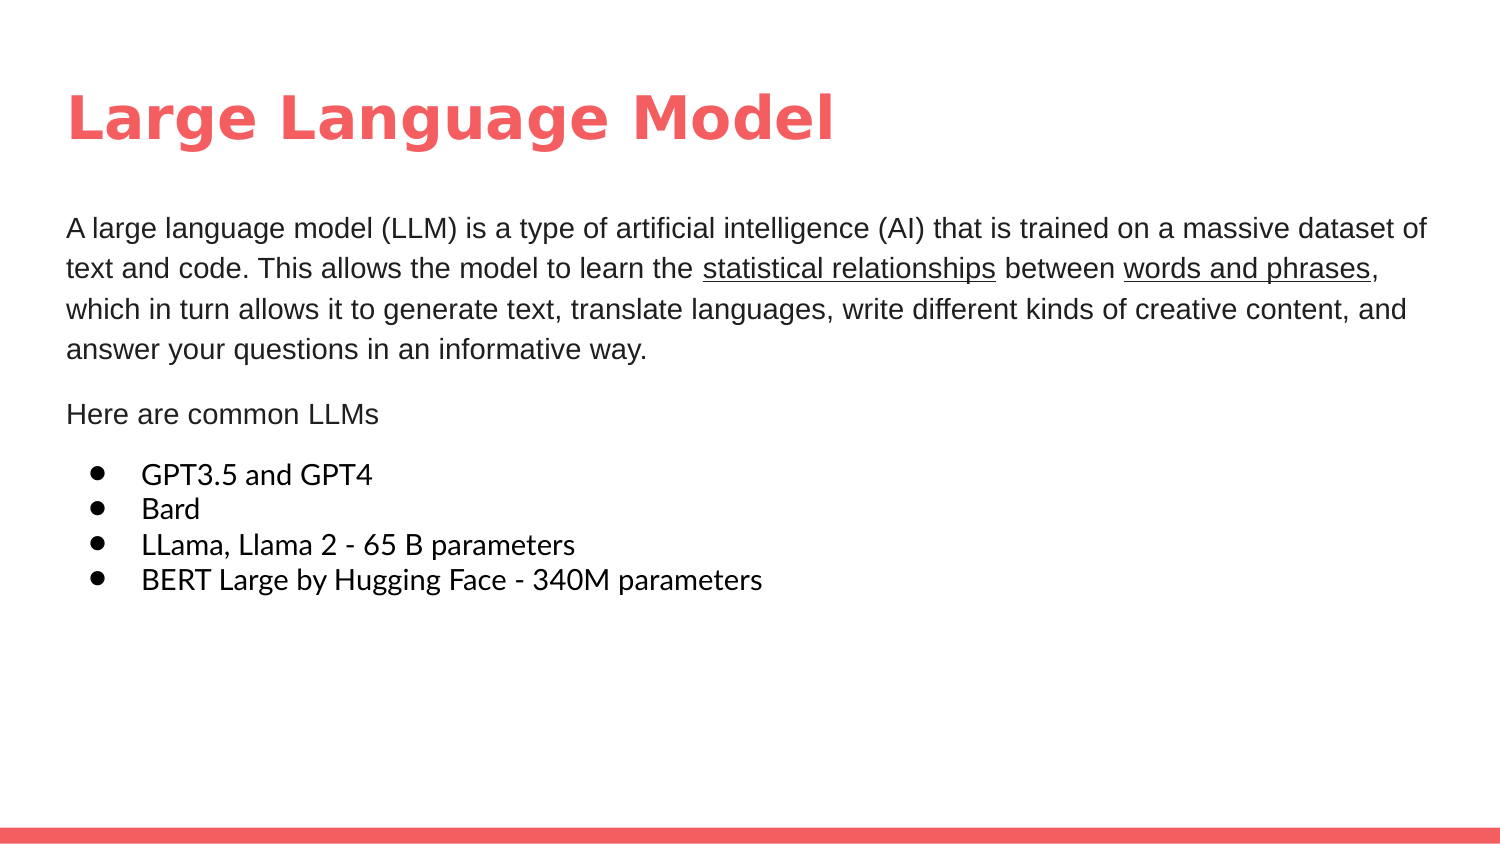 Large Language Model
A large language model (LLM) is a type of artificial intelligence (AI) that is trained on a massive dataset of
text and code. This allows the model to learn the statistical relationships between words and phrases,
which in turn allows it to generate text, translate languages, write different kinds of creative content, and
answer your questions in an informative way.
Here are common LLMs
● GPT3.5 and GPT4
● Bard
● LLama, Llama 2 - 65 B parameters
● BERT Large by Hugging Face - 340M parameters